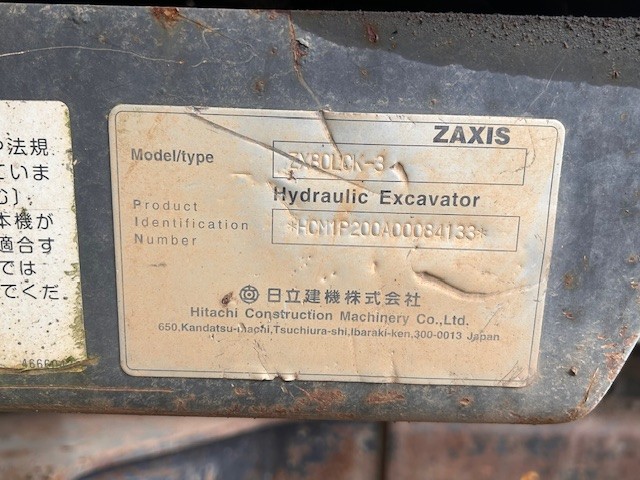 法規
ていま
む).
本機が
適合す
では
でくだ
ZAXIS
Model/type
ZX80LCK-3
Hydraulic Excavator
Product
Identification
Number
*HCM1P200A00084133*
日立建機株式会社
Hitachi Construction Machinery Co.,Ltd.
650,Kandatsu-machi,Tsuchiura-shi,Ibaraki-ken,300-0013 Japan